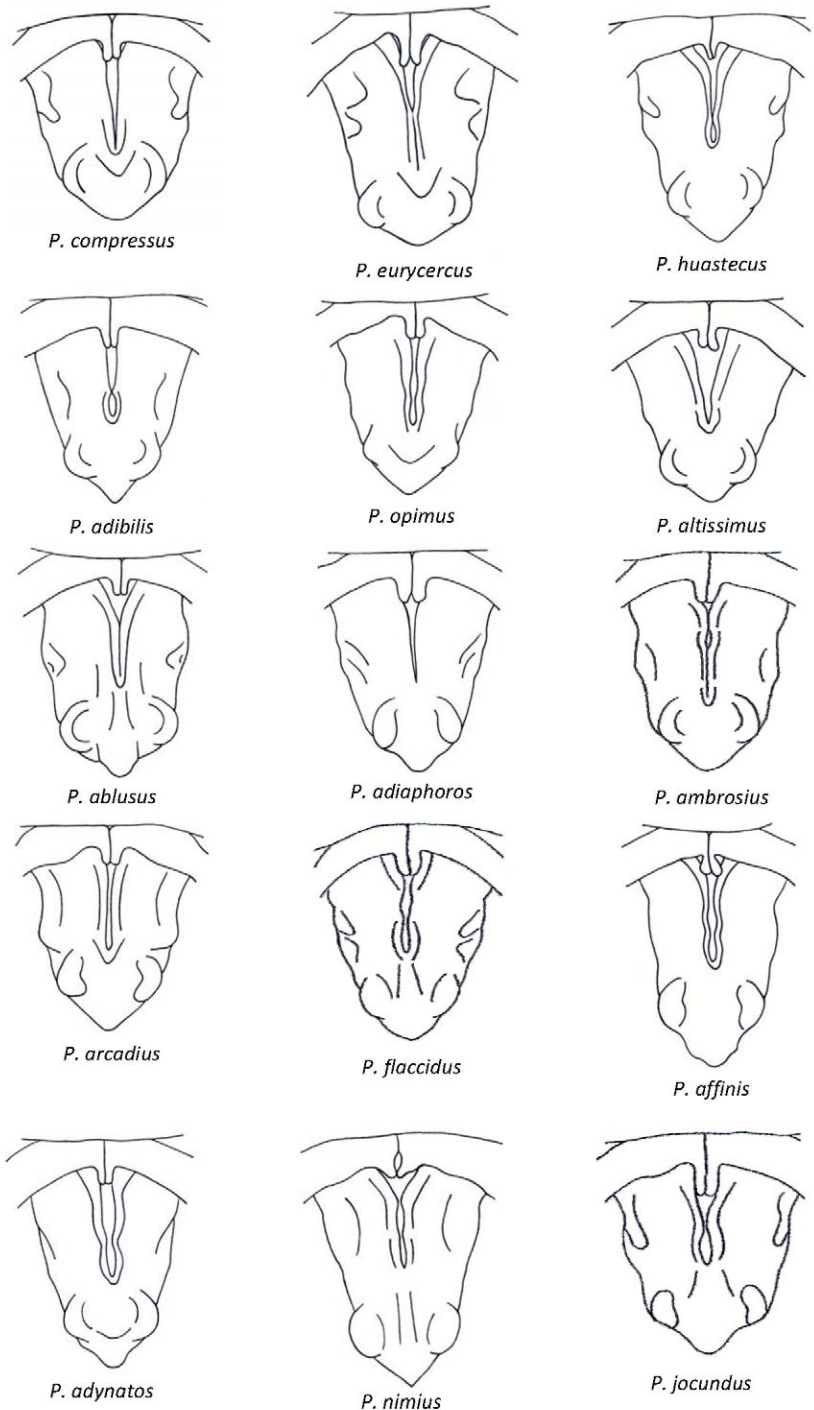 P. compressus
P. eurycercus
P. huastecus
P. adibilis
P. opimus
P. altissimus
P. ablusus
P. adiaphoros
P. ambrosius
P. arcadius
P. flaccidus
P. affinis
P. adynatos
P. nimius
P. jocundus